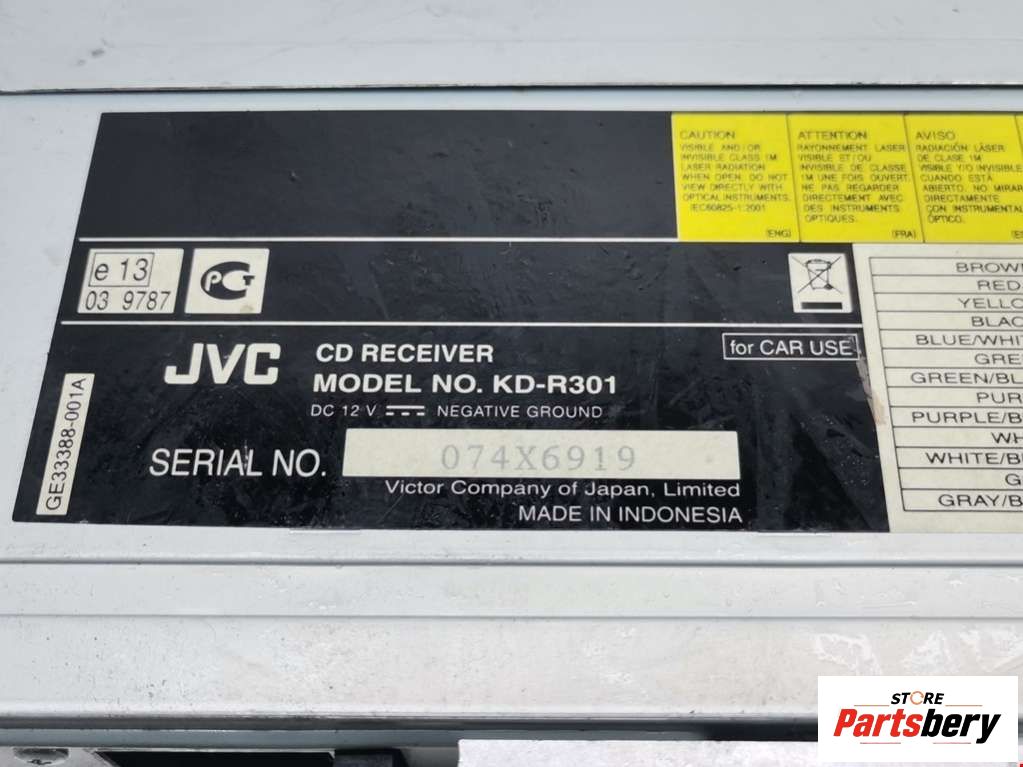 CAUTION
VISIBLE AND / OR
INVISIBLE CLASS 1M
LASER RADIATION
WHEN OPEN. DO NOT
VIEW DIRECTLY WITH
OPTICAL INSTRUMENTS.
IEC60825-1:2001
(ENG)
ATTENTION
RAYONNEMENT LASER
VISIBLE ET / OU
INVISIBLE DE CLASSE
1M UNE FOIS OUVERT.
NE PAS REGARDER
DIRECTEMENT AVEC
DES INSTRUMENTS
OPTIQUES.
(FRA)
AVISO
RADIACIÓN LÁSER
DE CLASE 1M
VISIBLE Y/O INVISIBLE
CUANDO ESTÁ
ABIERTO. NO MIRAR
DIRECTAMENTE
CON INSTRUMENTAL
ÓPTICO.
e 13
03 9787
РСТ
JVC
CD RECEIVER
for CAR USE
MODEL NO. KD-R301
DC 12 V NEGATIVE GROUND
SERIAL NO. 074X6919
Victor Company of Japan, Limited
MADE IN INDONESIA
GE33388-001A
BROW
RED
YELLO
BLAC
BLUE/WHI
GRE
GREEN/BL
PUR
PURPLE/B
WH
WHITE/B
G
GRAY/B
STORE
Partsbery